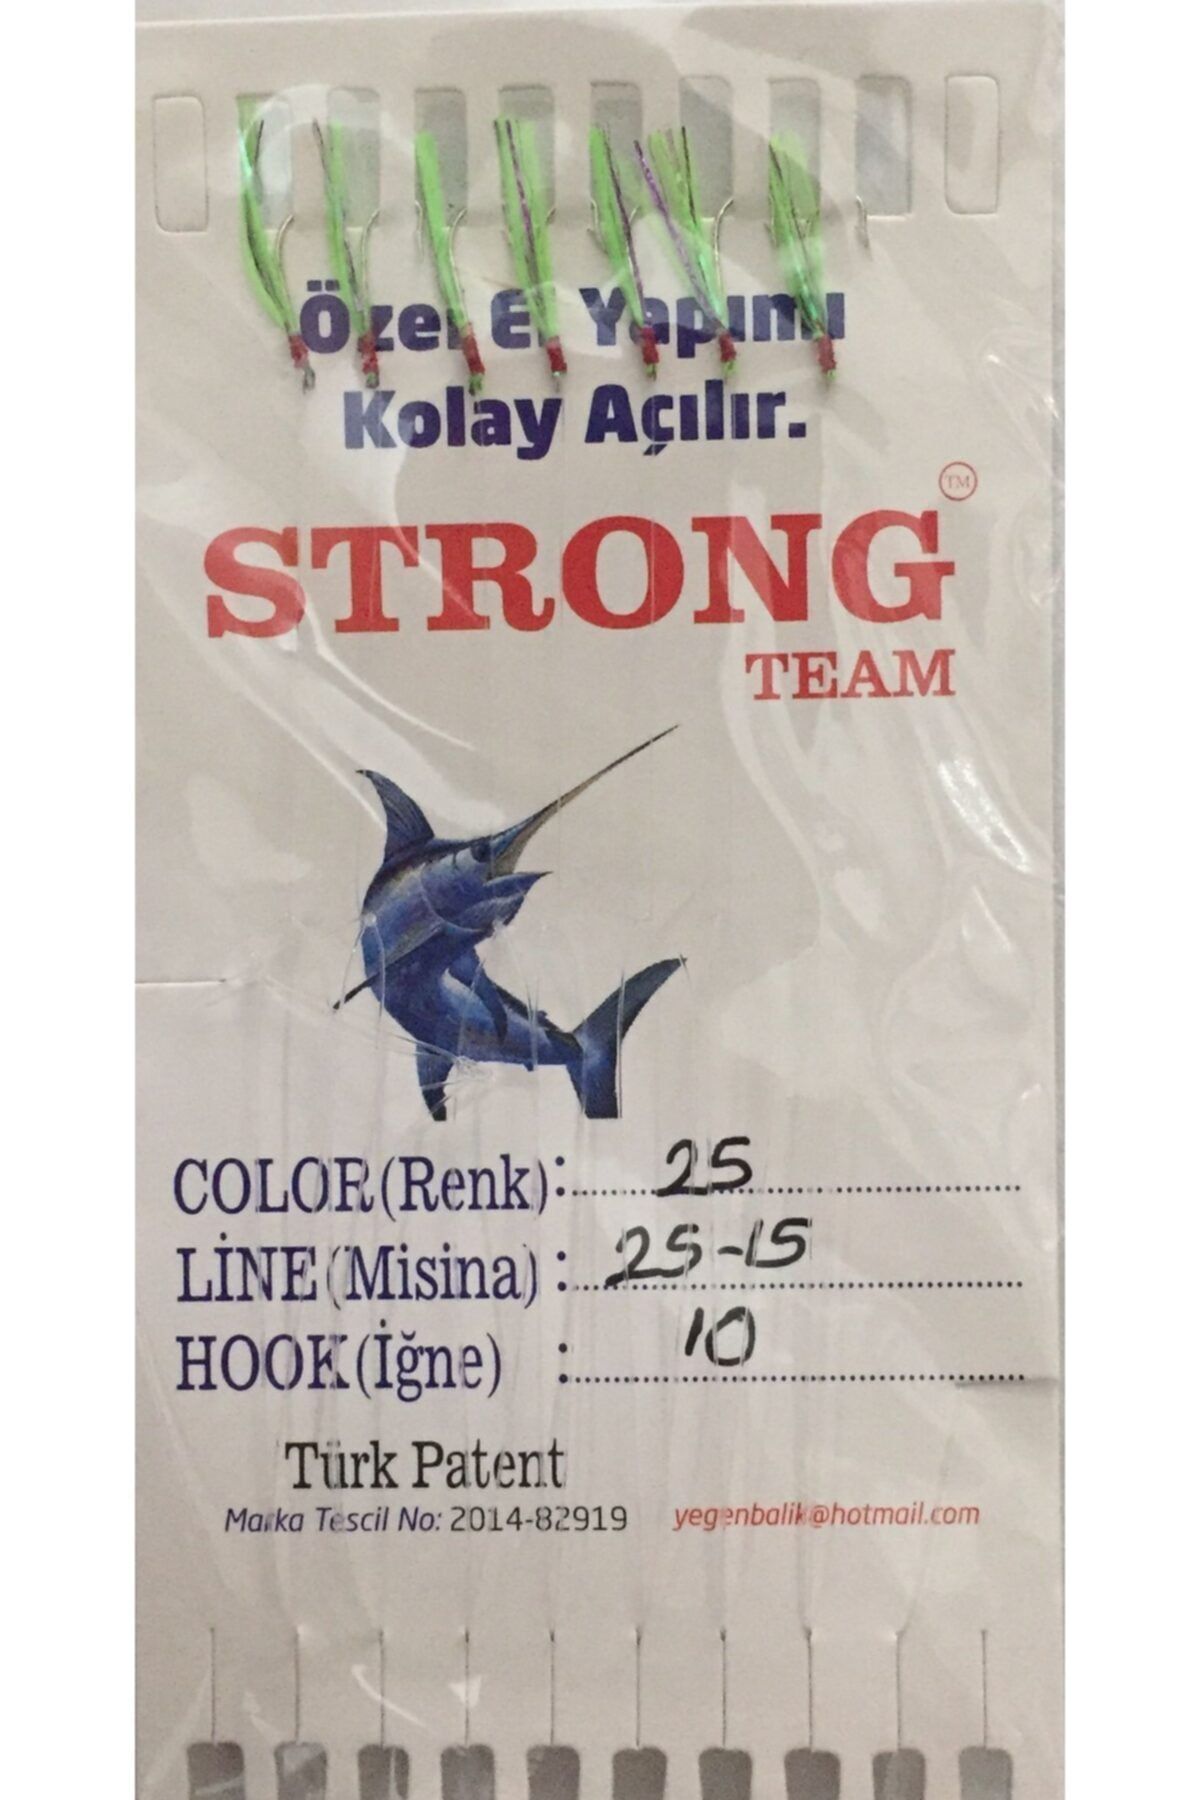 Özel El Yapımı
Kolay Açılır.
TM
STRONG
TEAM
COLOR(Renk): 25
LİNE(Misina) : 25-15
HOOK(İğne) : 10
Türk Patent
Marka Tescil No: 2014-82919 yegenbalik@hotmail.com